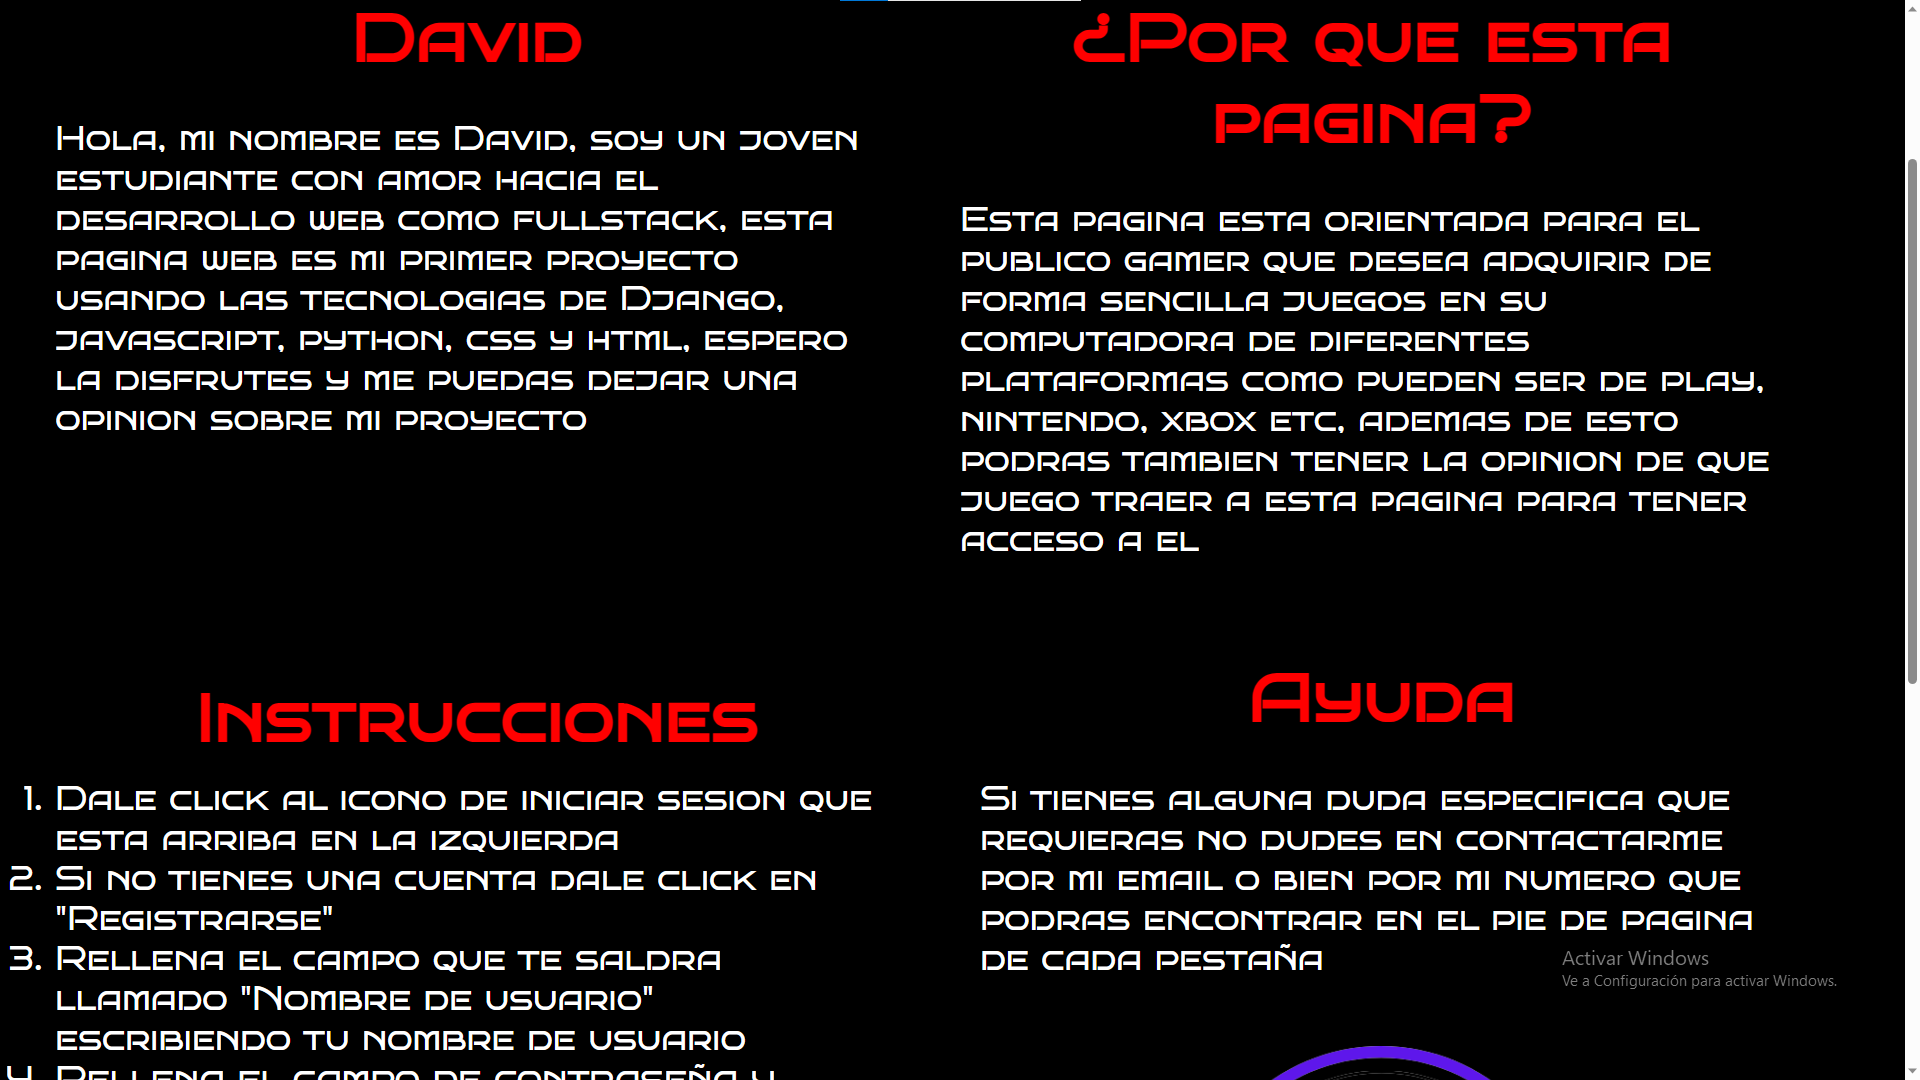 David
Hola, mi nombre es David, soy un joven
estudiante con amor hacia el
desarrollo web como fullstack, esta
pagina web es mi primer proyecto
usando las tecnologias de Django,
javascript, python, css y html, espero
la disfrutes y me puedas dejar una
opinion sobre mi proyecto
¿Por que esta
pagina?
Esta pagina esta orientada para el
publico gamer que desea adquirir de
forma sencilla juegos en su
computadora de diferentes
plataformas como pueden ser de play,
nintendo, xbox etc, ademas de esto
podras tambien tener la opinion de que
juego traer a esta pagina para tener
acceso a el
Instrucciones
1. Dale click al icono de iniciar sesion que
esta arriba en la izquierda
2. Si no tienes una cuenta dale click en
"Registrarse"
3. Rellena el campo que te saldra
llamado "Nombre de usuario"
escribiendo tu nombre de usuario
4. Rellena el campo de contraseña y
Ayuda
Si tienes alguna duda especifica que
requieras no dudes en contactarme
por mi email o bien por mi numero que
podras encontrar en el pie de pagina
de cada pestaña
Activar Windows
Ve a Configuración para activar Windows.